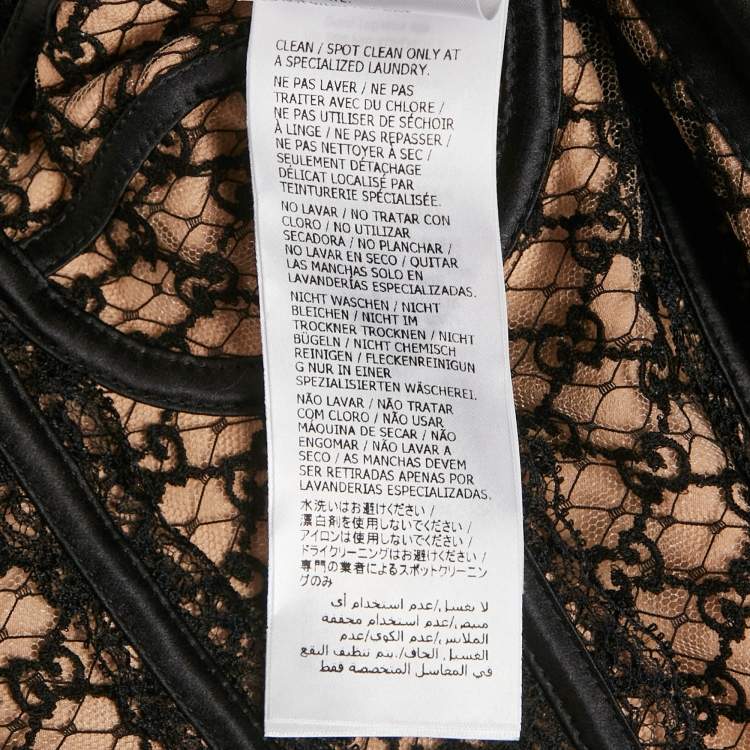 CLEAN / SPOT CLEAN ONLY AT
A SPECIALIZED LAUNDRY.
NE PAS LAVER / NE PAS
TRAITER AVEC DU CHLORE /
NE PAS UTILISER DE SÉCHOIR
À LINGE / NE PAS REPASSER /
NE PAS NETTOYER À SEC /
SEULEMENT DÉTACHAGE
DÉLICAT LOCALISÉ PAR
TEINTURERIE SPÉCIALISÉE.
NO LAVAR / NO TRATAR CON
CLORO / NO UTILIZAR
SECADORA / NO PLANCHAR /
NO LAVAR EN SECO / QUITAR
LAS MANCHAS SOLO EN
LAVANDERIAS ESPECIALIZADAS.
NICHT WASCHEN / NICHT
BLEICHEN / NICHT IM
TROCKNER TROCKNEN / NICHT
BÜGELN / NICHT CHEMISCH
REINIGEN / FLECKENREINIGUN
G NUR IN EINER
SPEZIALISIERTEN WÄSCHEREI.
NÃO LAVAR / NÃO TRATAR
COM CLORO / NÃO USAR
MÁQUINA DE SECAR / NÃO
ENGOMAR / NÃO LAVAR A
SECO / AS MANCHAS DEVEM
SER RETIRADAS APENAS POR
LAVANDERIAS ESPECIALIZADAS.
水洗いはお避けください/
漂白剤を使用しないでください/
アイロンは使用しないでください/
ドライクリーニングはお避けください/
専門の業者によるスポットクリーニン
グのみ
لا تغسل/عدم استخدام أي
مبيض/عدم استخدام مجففة
الملابس/عدم الكوي/عدم
الغسيل الجاف/.يتم تنظيف البقع
في المغاسل المتخصصة فقط